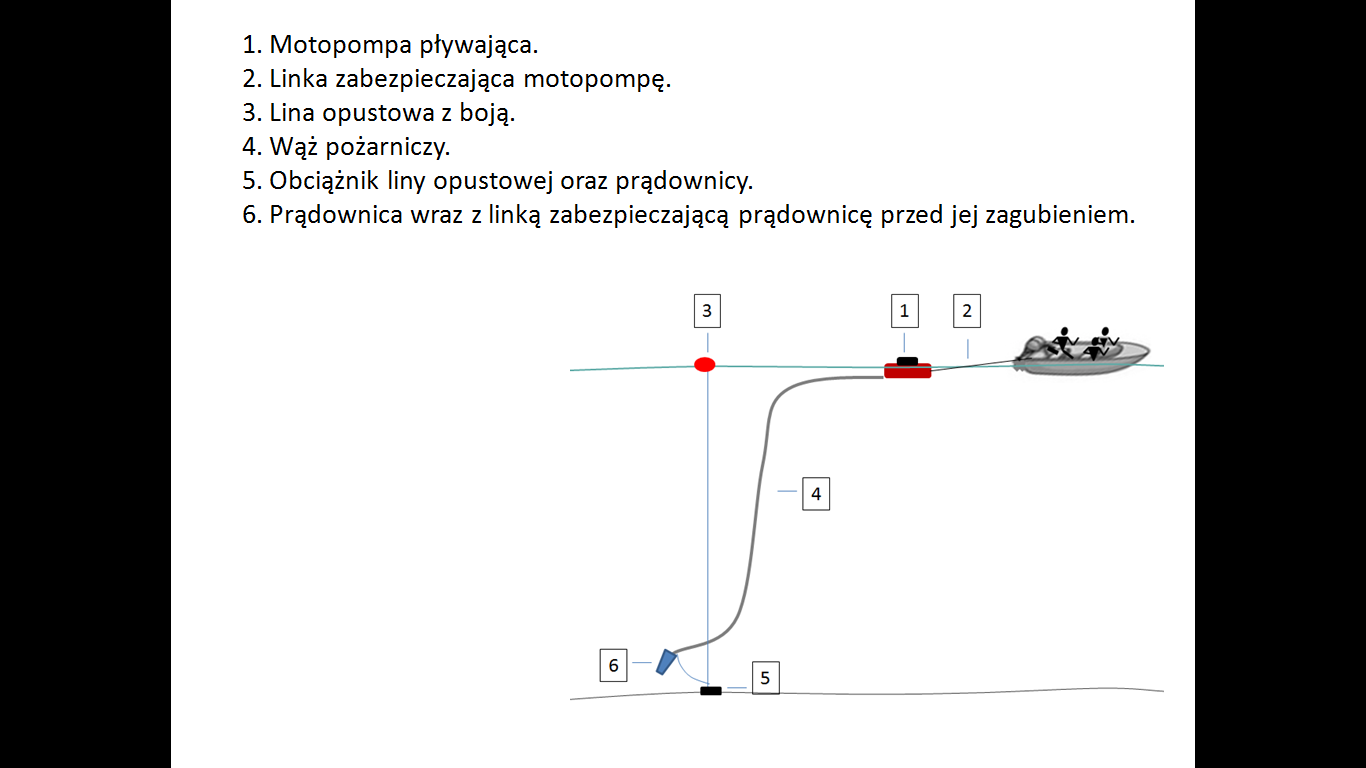 1. Motopompa pływająca.
2. Linka zabezpieczająca motopompę.
3. Lina opustowa z boją.
4. Wąż pożarniczy.
5. Obciążnik liny opustowej oraz prądownicy.
6. Prądownica wraz z linką zabezpieczającą prądownicę przed jej zagubieniem.
3 1 2
4
6
5